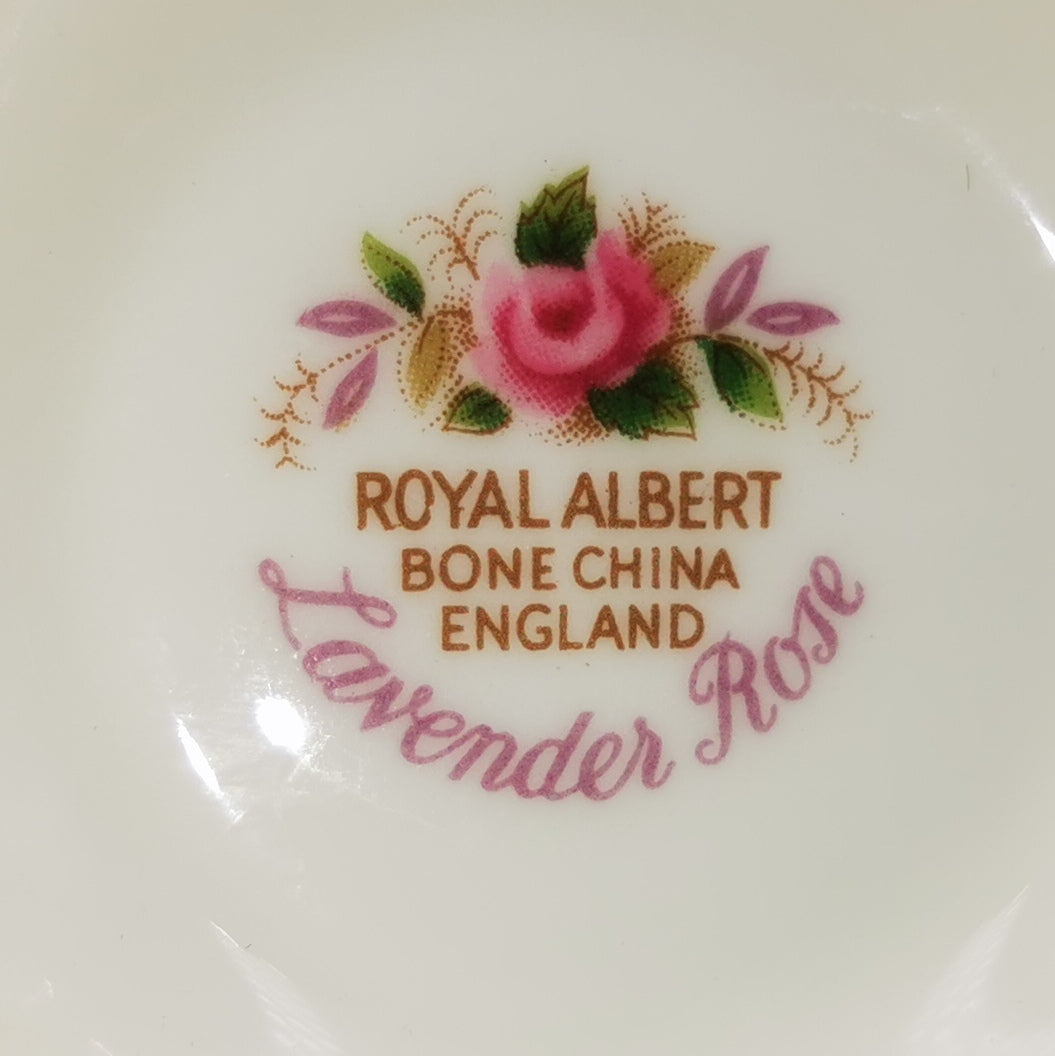 ROYAL ALBERT
BONE CHINA
ENGLAND
Lavender Rose